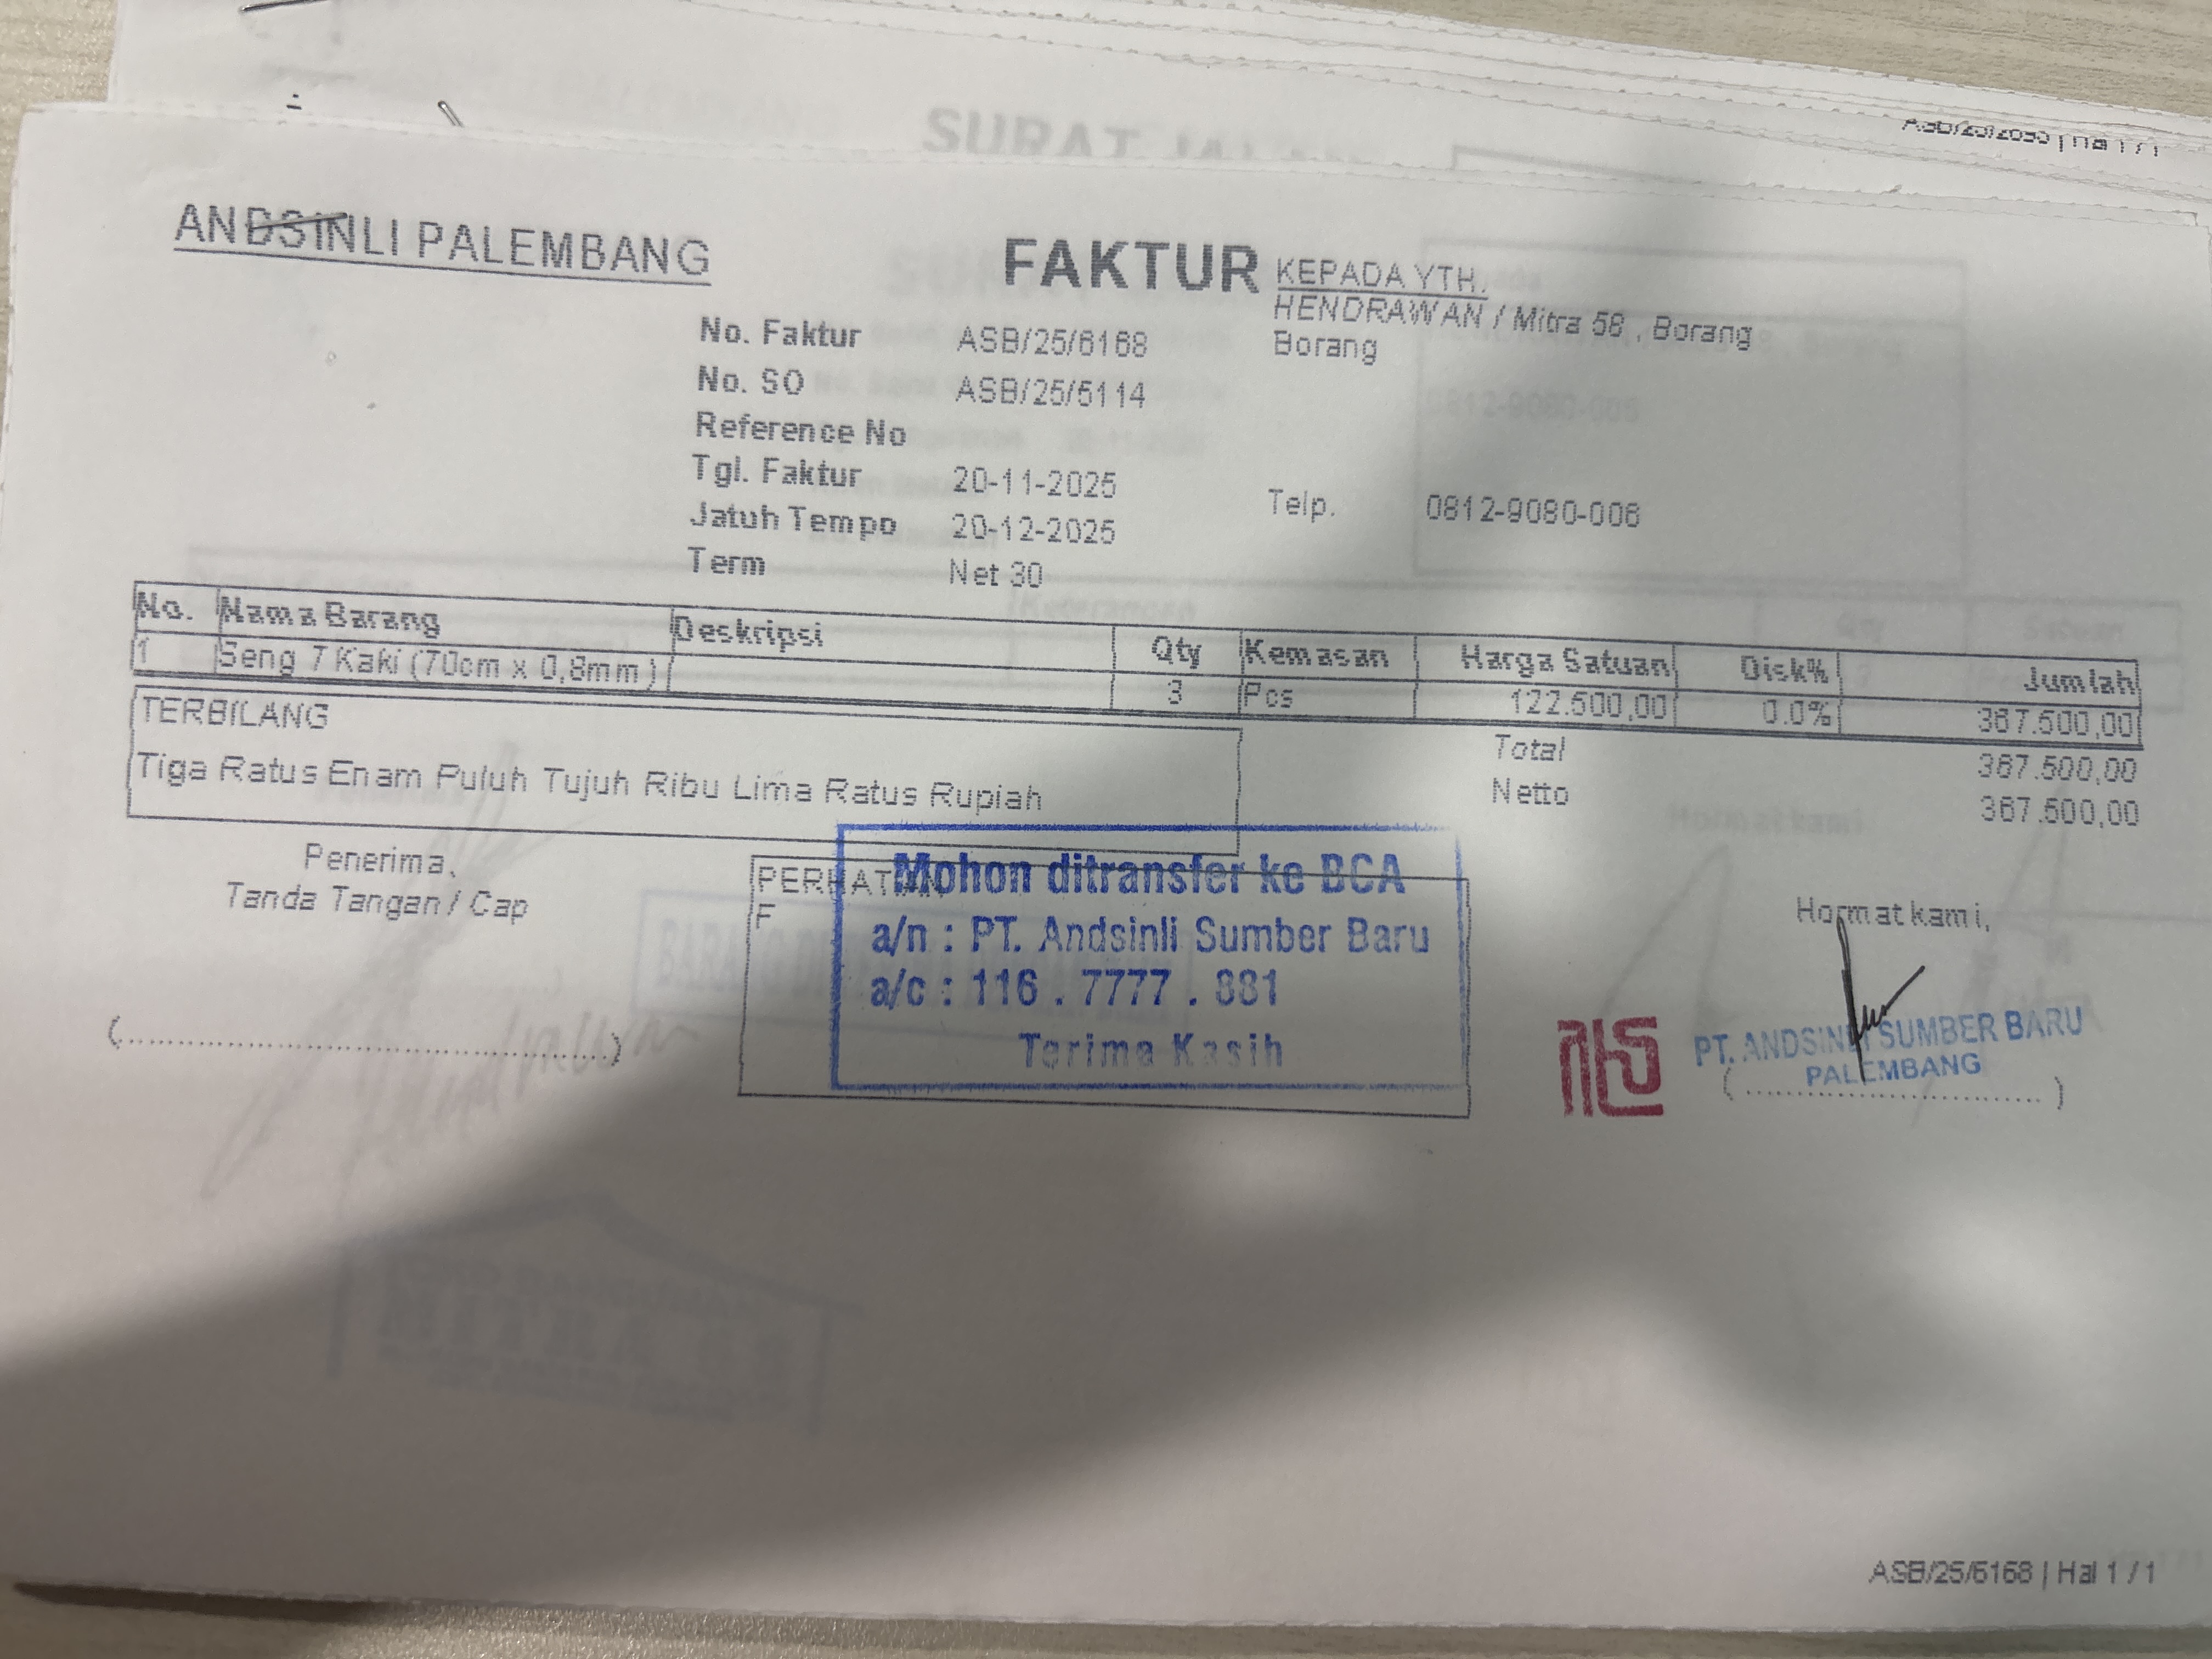 SURAT JALAN
ANDSINLI PALEMBANG
FAKTUR
KEPADA YTH.
HENDRAWAN / Mitra 58 , Borang
Borang
No. Faktur ASB/25/6168
No. SO ASB/25/5114
Reference No
Tgl. Faktur 20-11-2025
Jatuh Tempo 20-12-2025
Term Net 30
Telp. 0812-9080-006
No. Nama Barang Deskripsi Qty Kemasan Harga Satuan Disk% Jumlah
1 Seng 7 Kaki (70cm x 0,8mm) 3 Pcs 122.500,00 0.0% 367.500,00
TERBILANG
Tiga Ratus Enam Puluh Tujuh Ribu Lima Ratus Rupiah
Total 367.500,00
Netto 367.500,00
Penerima,
Tanda Tangan / Cap
PERHATIAN
F
Mohon ditransfer ke BCA
a/n : PT. Andsinli Sumber Baru
a/c : 116 . 7777 . 881
Terima Kasih
Hormat kami,
PT. ANDSINLI SUMBER BARU
PALEMBANG
ASB/25/6168 | Hal 1 / 1